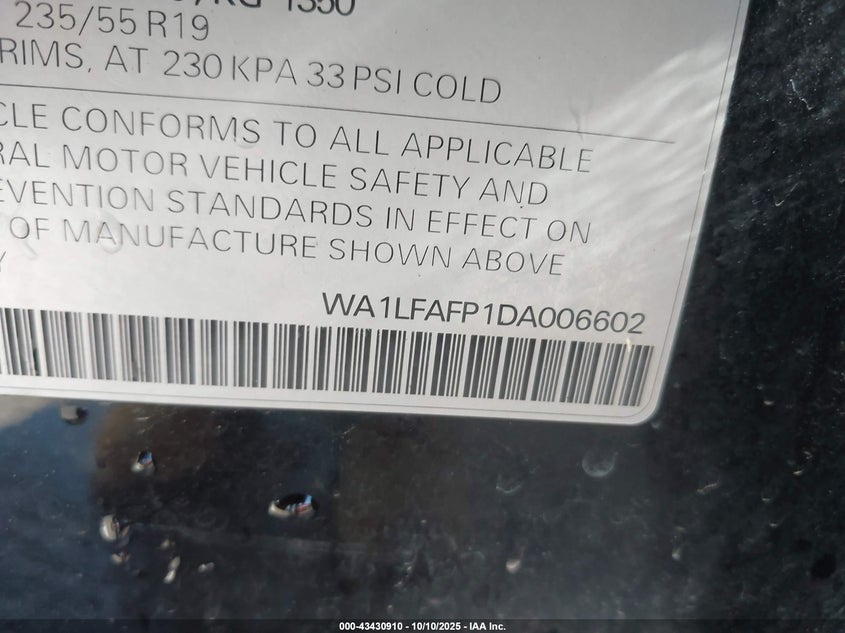 1350
235/55 R19
RIMS, AT 230 KPA 33 PSI COLD
CLE CONFORMS TO ALL APPLICABLE
RAL MOTOR VEHICLE SAFETY AND
EVENTION STANDARDS IN EFFECT ON
OF MANUFACTURE SHOWN ABOVE
WA1LFAFP1DA006602
000-43430910 - 10/10/2025 - IAA Inc.